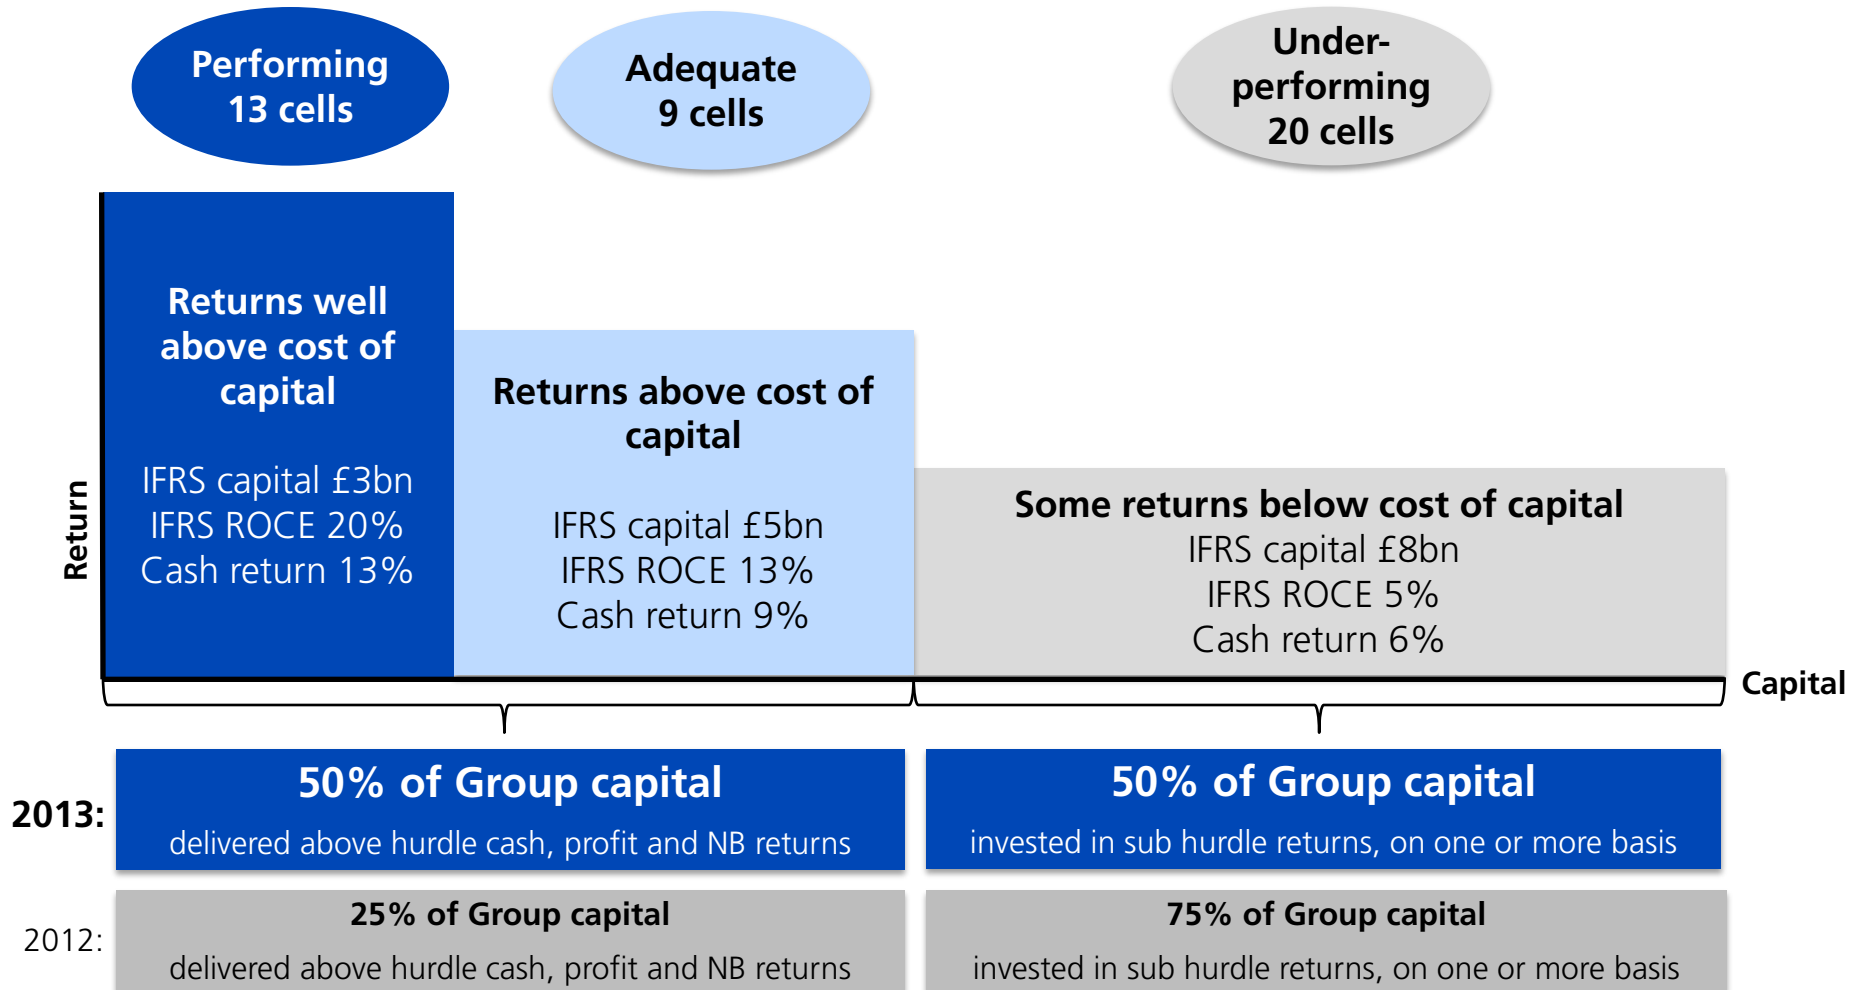 Performing
13 cells
Adequate
9 cells
Under-
performing
20 cells
Returns well
above cost of
capital
IFRS capital £3bn
IFRS ROCE 20%
Cash return 13%
Returns above cost of
capital
IFRS capital £5bn
IFRS ROCE 13%
Cash return 9%
Some returns below cost of capital
IFRS capital £8bn
IFRS ROCE 5%
Cash return 6%
Return
Capital
2013:
50% of Group capital
delivered above hurdle cash, profit and NB returns
50% of Group capital
invested in sub hurdle returns, on one or more basis
2012:
25% of Group capital
delivered above hurdle cash, profit and NB returns
75% of Group capital
invested in sub hurdle returns, on one or more basis